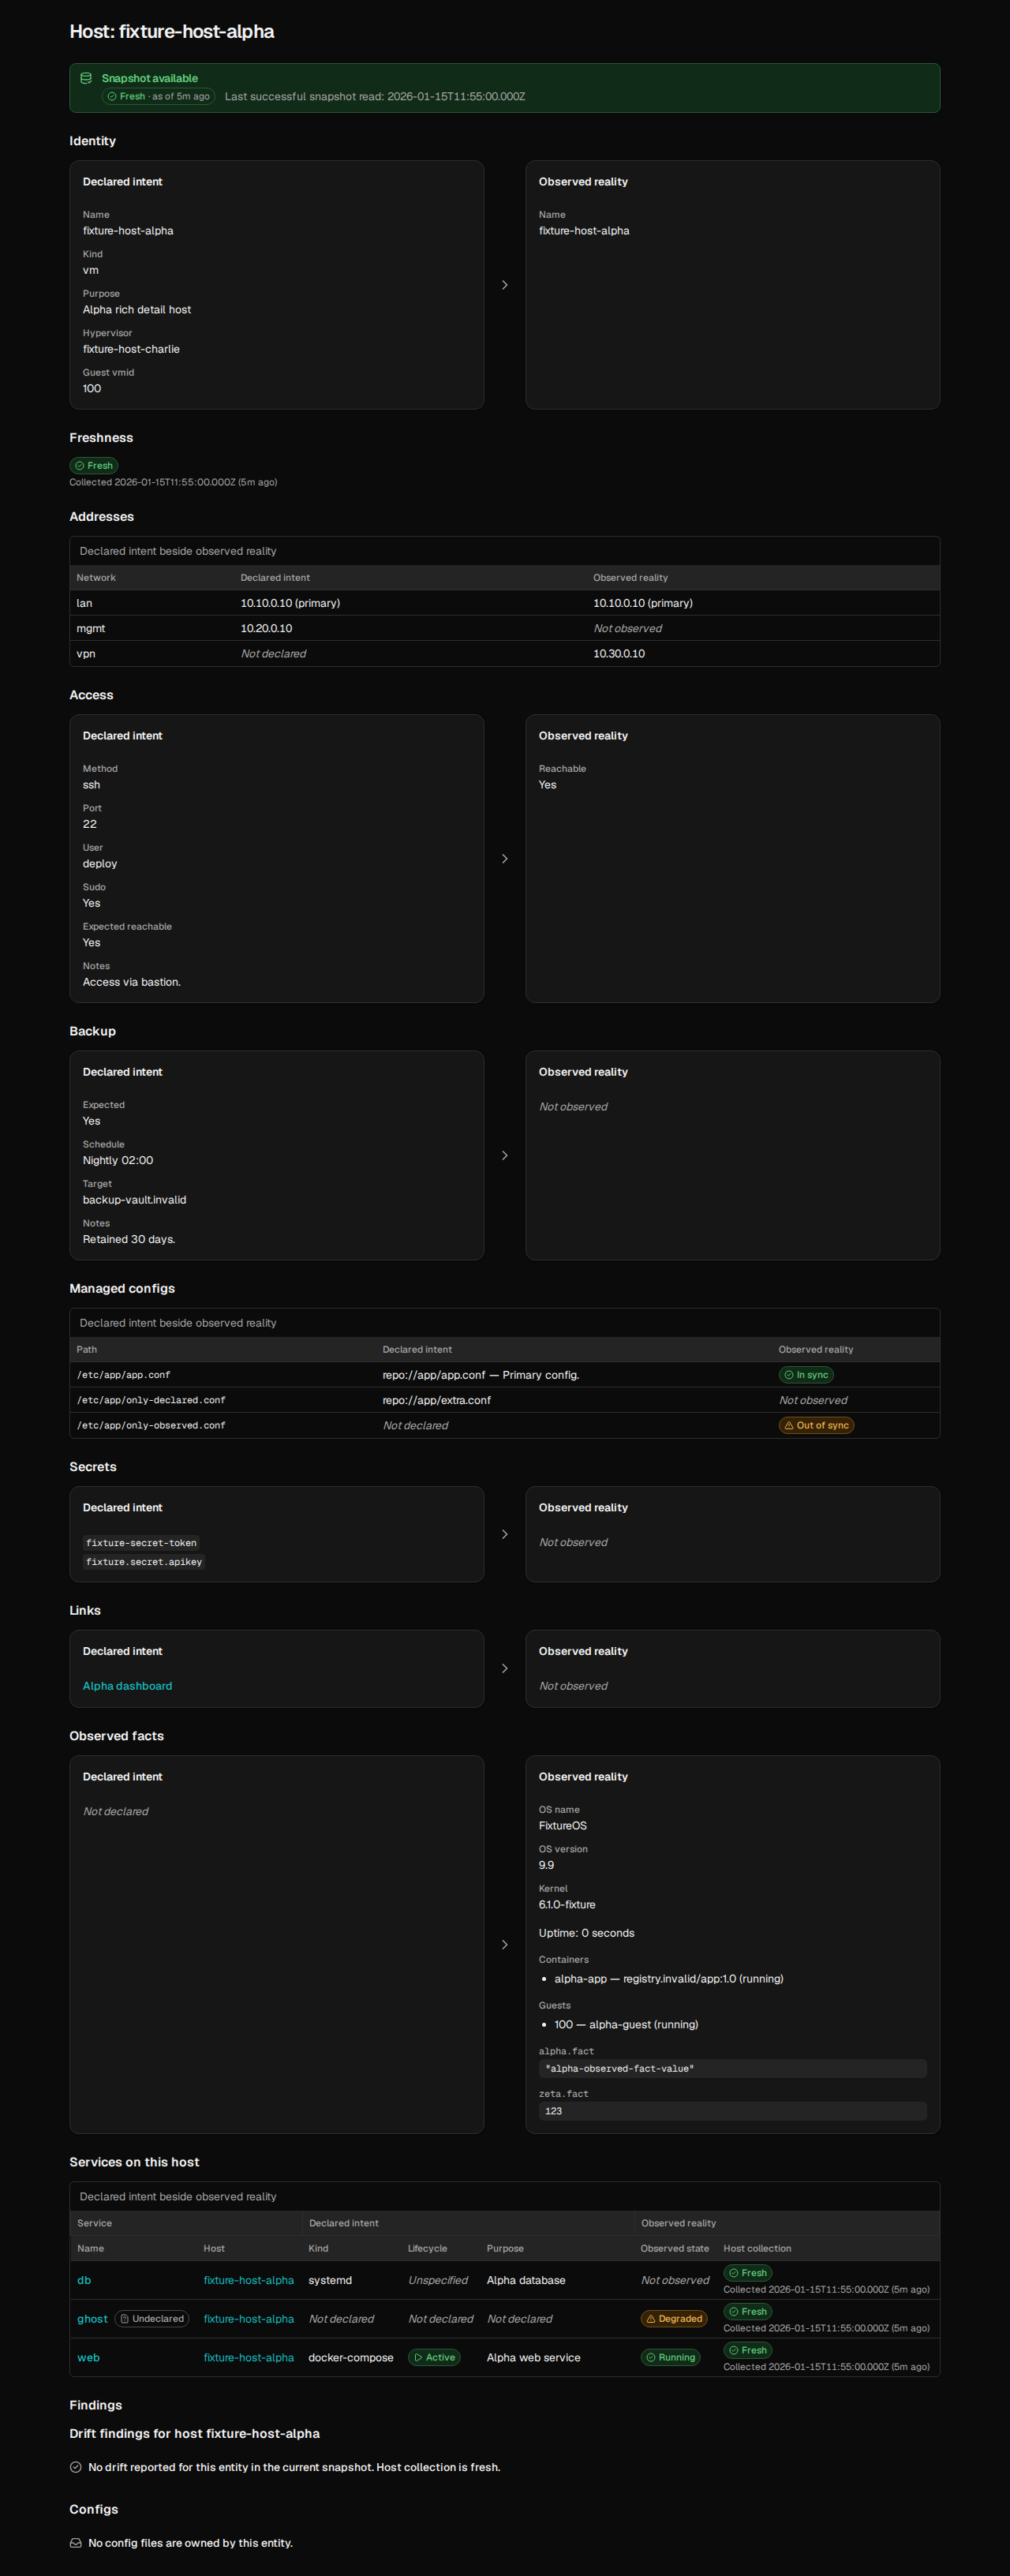 Host: fixture-host-alpha
Snapshot available
Fresh · as of 5m ago Last successful snapshot read: 2026-01-15T11:55:00.000Z
Identity
Declared intent
Name
fixture-host-alpha
Kind
vm
Purpose
Alpha rich detail host
Hypervisor
fixture-host-charlie
Guest vmid
100
Observed reality
Name
fixture-host-alpha
Freshness
Fresh
Collected 2026-01-15T11:55:00.000Z (5m ago)
Addresses
Declared intent beside observed reality
Network Declared intent Observed reality
lan 10.10.0.10 (primary) 10.10.0.10 (primary)
mgmt 10.20.0.10 Not observed
vpn Not declared 10.30.0.10
Access
Declared intent
Method
ssh
Port
22
User
deploy
Sudo
Yes
Expected reachable
Yes
Notes
Access via bastion.
Observed reality
Reachable
Yes
Backup
Declared intent
Expected
Yes
Schedule
Nightly 02:00
Target
backup-vault.invalid
Notes
Retained 30 days.
Observed reality
Not observed
Managed configs
Declared intent beside observed reality
Path Declared intent Observed reality
/etc/app/app.conf repo://app/app.conf — Primary config. In sync
/etc/app/only-declared.conf repo://app/extra.conf Not observed
/etc/app/only-observed.conf Not declared Out of sync
Secrets
Declared intent
fixture-secret-token
fixture.secret.apikey
Observed reality
Not observed
Links
Declared intent
Alpha dashboard
Observed reality
Not observed
Observed facts
Declared intent
Not declared
Observed reality
OS name
FixtureOS
OS version
9.9
Kernel
6.1.0-fixture
Uptime: 0 seconds
Containers
• alpha-app — registry.invalid/app:1.0 (running)
Guests
• 100 — alpha-guest (running)
alpha.fact
"alpha-observed-fact-value"
zeta.fact
123
Services on this host
Declared intent beside observed reality
Service Declared intent Observed reality
Name Host Kind Lifecycle Purpose Observed state Host collection
db fixture-host-alpha systemd Unspecified Alpha database Not observed Fresh
Collected 2026-01-15T11:55:00.000Z (5m ago)
ghost Undeclared fixture-host-alpha Not declared Not declared Not declared Degraded Fresh
Collected 2026-01-15T11:55:00.000Z (5m ago)
web fixture-host-alpha docker-compose Active Alpha web service Running Fresh
Collected 2026-01-15T11:55:00.000Z (5m ago)
Findings
Drift findings for host fixture-host-alpha
No drift reported for this entity in the current snapshot. Host collection is fresh.
Configs
No config files are owned by this entity.